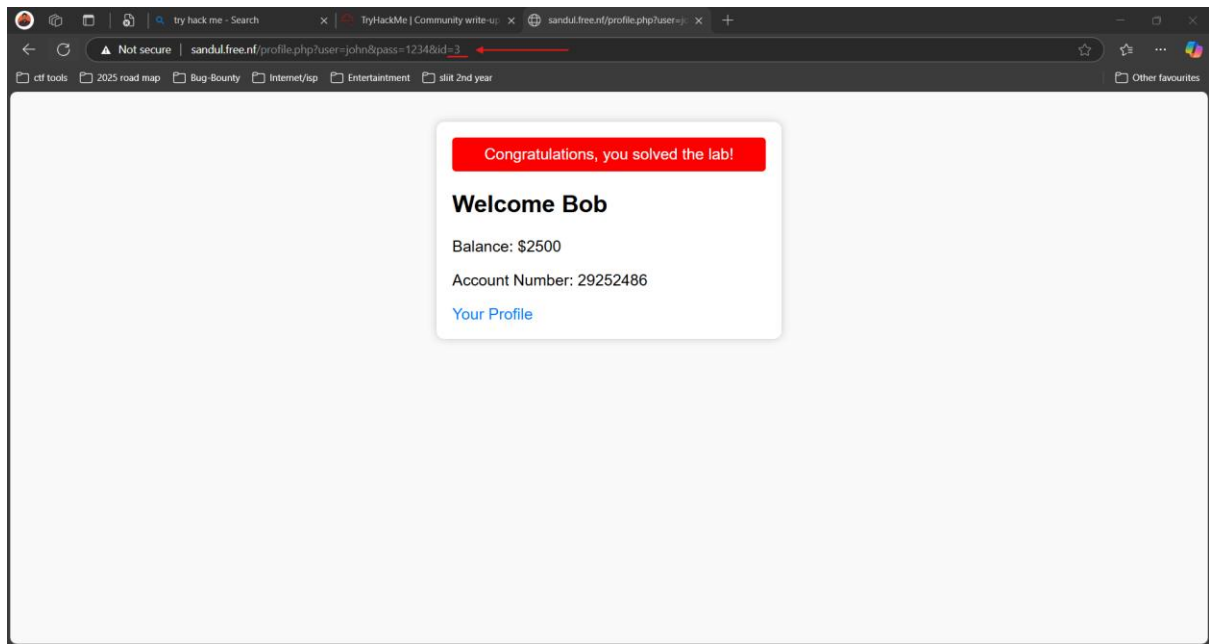 try hack me - Search
TryHackMe | Community write-up
sandul.free.nf/profile.php?user=jo
Not secure | sandul.free.nf/profile.php?user=john&pass=1234&id=3
ctf tools 2025 road map Bug-Bounty Internet/isp Entertaintment sliit 2nd year Other favourites
Congratulations, you solved the lab!
Welcome Bob
Balance: $2500
Account Number: 29252486
Your Profile